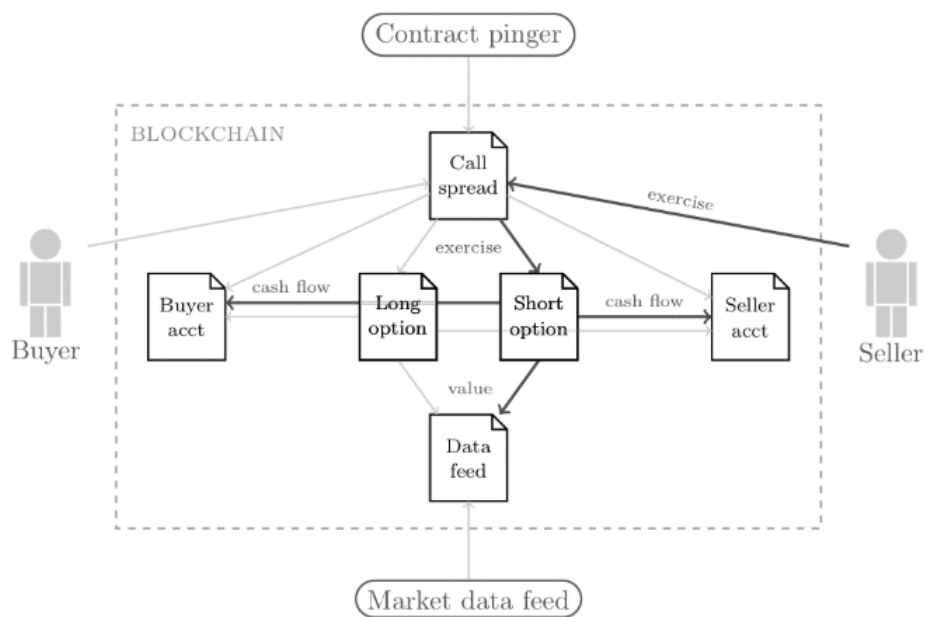 Contract pinger
BLOCKCHAIN
Call
spread
exercise
exercise
Buyer
Buyer
acct
cash flow
Long
option
Short
option
cash flow
Seller
acct
Seller
value
Data
feed
Market data feed